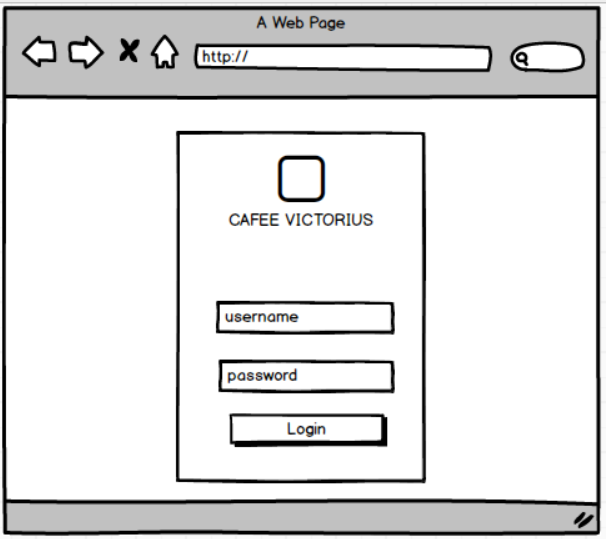 A Web Page
http://
CAFEE VICTORIUS
username
password
Login